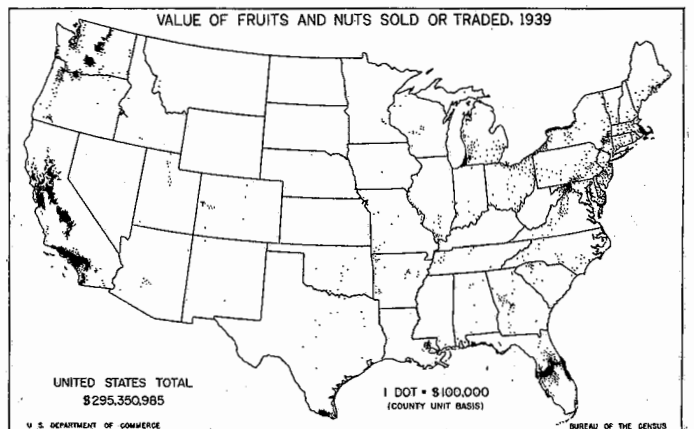 VALUE OF FRUITS AND NUTS SOLD OR TRADED, 1939
UNITED STATES TOTAL
$295,350,985
1 DOT = $100,000
(COUNTY UNIT BASIS)
U S. DEPARTMENT OF COMMERCE
BUREAU OF THE CENSUS